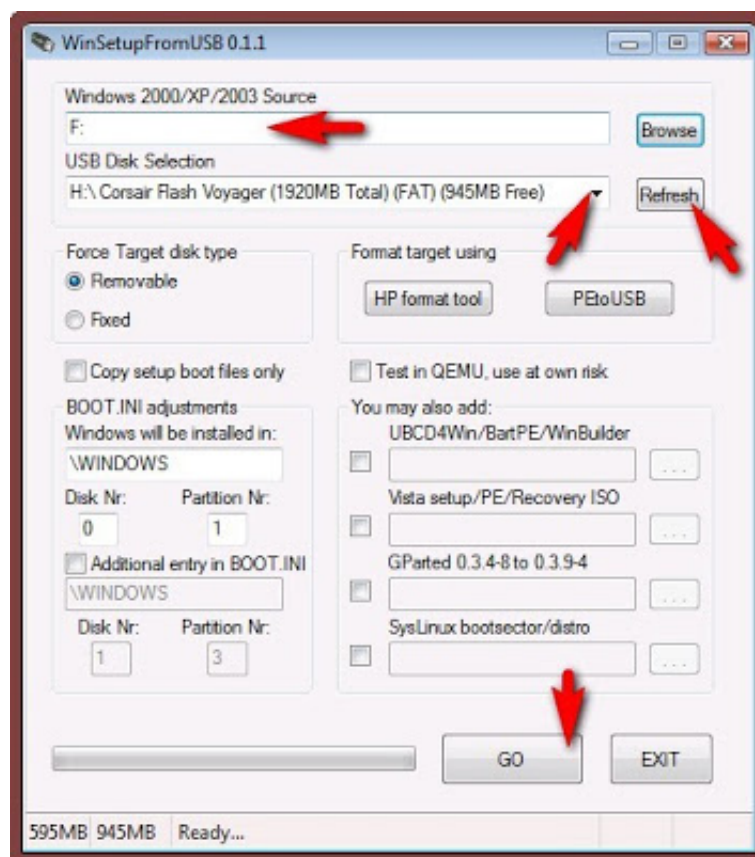 WinSetupFromUSB 0.1.1
Windows 2000/XP/2003 Source
F:
Browse
USB Disk Selection
H:\ Corsair Flash Voyager (1920MB Total) (FAT) (945MB Free)
Refresh
Force Target disk type
Removable
Fixed
Format target using
HP format tool
PEtoUSB
Copy setup boot files only
Test in QEMU, use at own risk
BOOT.INI adjustments
Windows will be installed in:
\WINDOWS
Disk Nr: Partition Nr:
0 1
Additional entry in BOOT.INI
\WINDOWS
Disk Nr: Partition Nr:
1 3
You may also add:
UBCD4Win/BartPE/WinBuilder
...
Vista setup/PE/Recovery ISO
...
GParted 0.3.4-8 to 0.3.9-4
...
SysLinux bootsector/distro
...
GO
EXIT
595MB 945MB Ready...